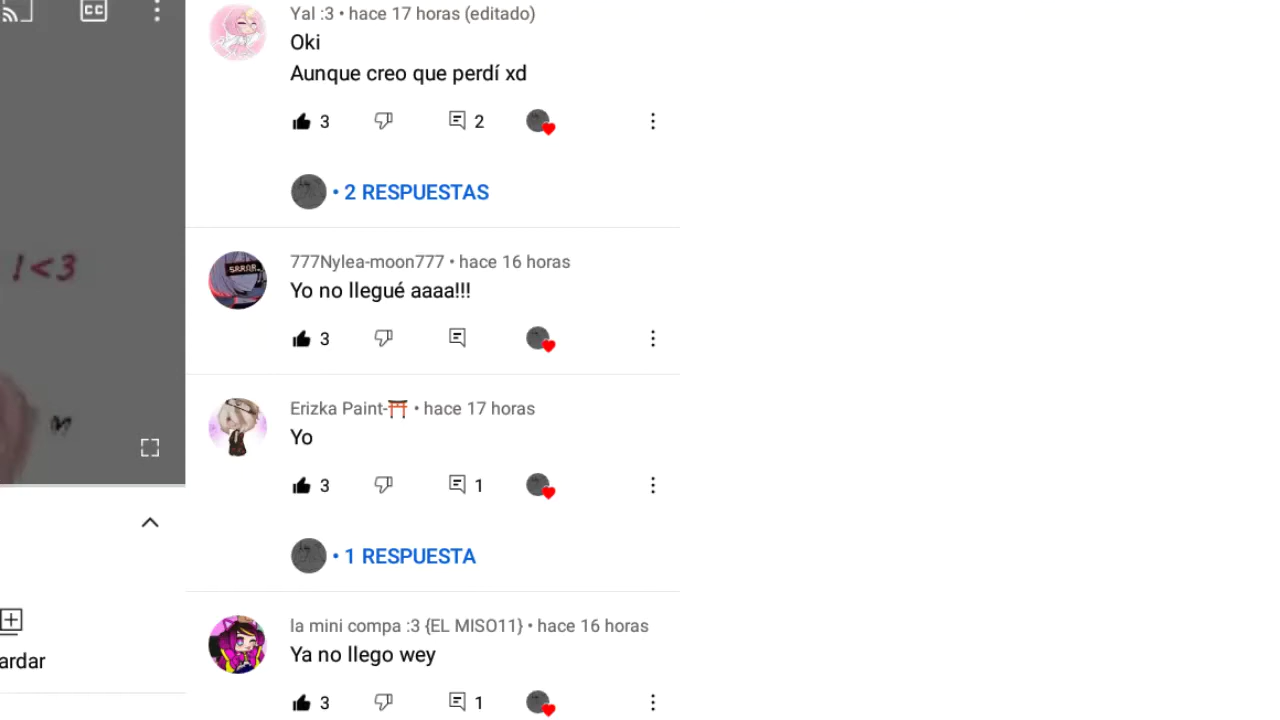 CC
Yal :3 • hace 17 horas (editado)
Oki
Aunque creo que perdí xd
3
2
• 2 RESPUESTAS
1<3
777Nylea-moon777 • hace 16 horas
Yo no llegué aaaa!!!
3
Erizka Paint-⛩️ • hace 17 horas
Yo
3
1
• 1 RESPUESTA
ardar
la mini compa :3 {EL MISO11} • hace 16 horas
Ya no llego wey
3
1